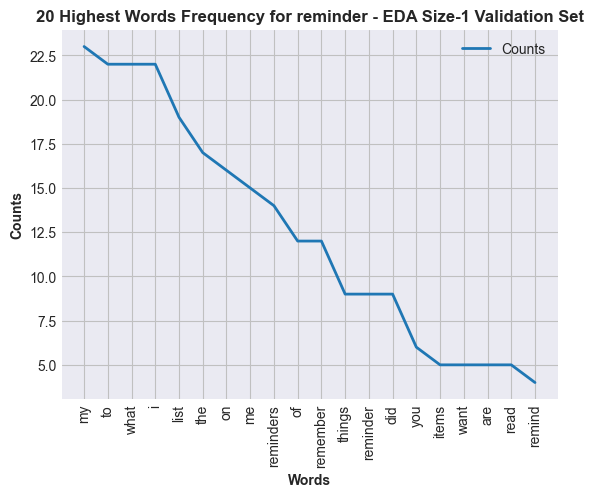 20 Highest Words Frequency for reminder - EDA Size-1 Validation Set
Counts
22.5
20.0
17.5
15.0
12.5
10.0
7.5
5.0
Counts
my
to
what
i
list
the
on
me
reminders
of
remember
things
reminder
did
you
items
want
are
read
remind
Words